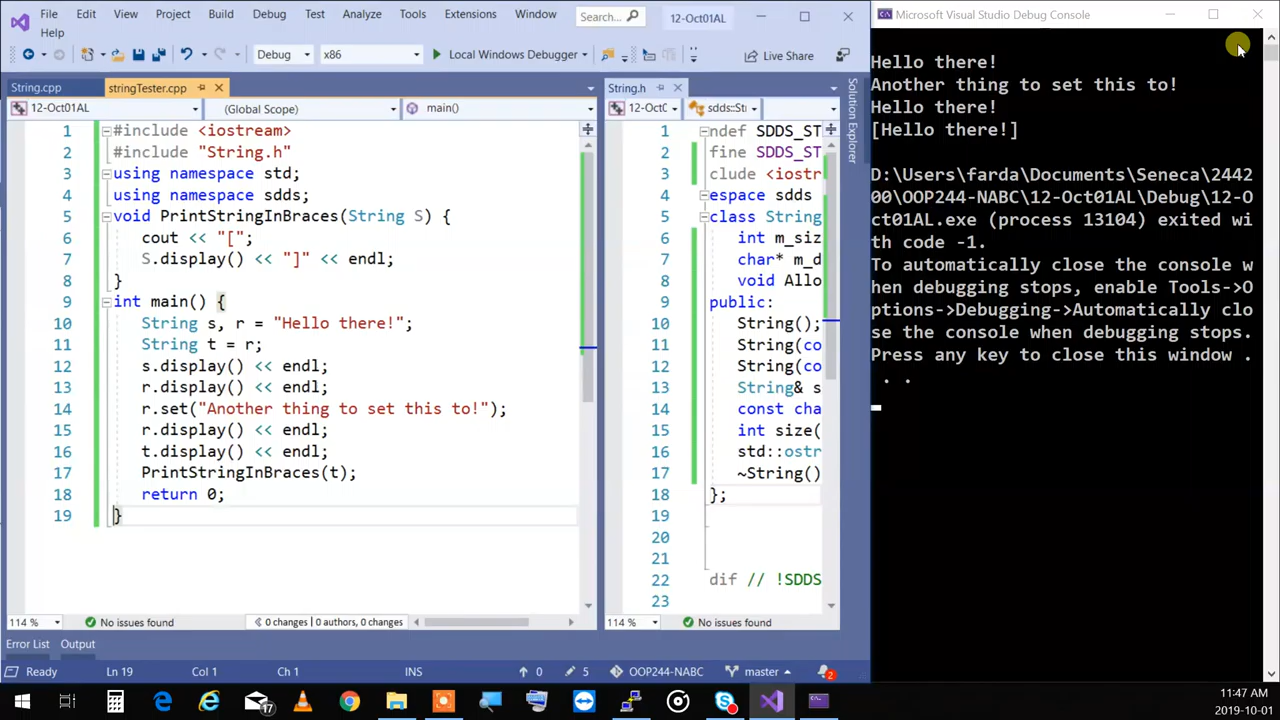 File Edit View Project Build Debug Test Analyze Tools Extensions Window Search... 12-Oct01AL
Help
Debug x86 Local Windows Debugger Live Share
String.cpp stringTester.cpp
12-Oct01AL (Global Scope) main()
1 #include <iostream>
2 #include "String.h"
3 using namespace std;
4 using namespace sdds;
5 void PrintStringInBraces(String S) {
6 cout << "[";
7 S.display() << "]" << endl;
8 }
9 int main() {
10 String s, r = "Hello there!";
11 String t = r;
12 s.display() << endl;
13 r.display() << endl;
14 r.set("Another thing to set this to!");
15 r.display() << endl;
16 t.display() << endl;
17 PrintStringInBraces(t);
18 return 0;
19 }
114 % No issues found 0 changes | 0 authors, 0 changes
String.h
12-Oct sdds::Stri
1 ndef SDDS_ST
2 fine SDDS_ST
3 clude <iostr
4 espace sdds
5 class String
6 int m_siz
7 char* m_d
8 void Allo
9 public:
10 String();
11 String(co
12 String(co
13 String& s
14 const cha
15 int size(
16 std::ostr
17 ~String()
18 };
19
20
21
22 dif // !SDDS
23
114 % No issues found
Solution Explorer
Error List Output
Ready Ln 19 Col 1 Ch 1 INS 0 5 OOP244-NABC master 2
Microsoft Visual Studio Debug Console
Hello there!
Another thing to set this to!
Hello there!
[Hello there!]
D:\Users\farda\Documents\Seneca\2442
00\OOP244-NABC\12-Oct01AL\Debug\12-O
ct01AL.exe (process 13104) exited wi
th code -1.
To automatically close the console w
hen debugging stops, enable Tools->O
ptions->Debugging->Automatically clo
se the console when debugging stops.
Press any key to close this window .
. .
17
11:47 AM
2019-10-01